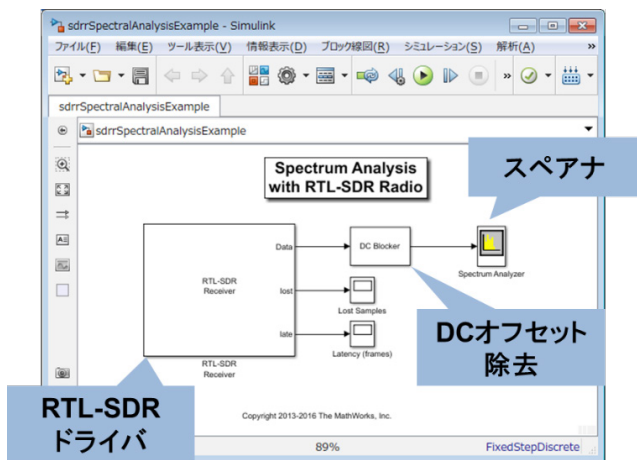 sdrrSpectralAnalysisExample - Simulink
ファイル(F) 編集(E) ツール表示(V) 情報表示(D) ブロック線図(R) シミュレーション(S) 解析(A) »
»
sdrrSpectralAnalysisExample
sdrrSpectralAnalysisExample
スペアナ
Spectrum Analysis
with RTL-SDR Radio
Data
DC Blocker
Spectrum Analyzer
RTL-SDR
Receiver
lost
Lost Samples
late
Latency (frames)
RTL-SDR
Receiver
DCオフセット
除去
RTL-SDR
ドライバ
Copyright 2013-2016 The MathWorks, Inc.
89%
FixedStepDiscrete